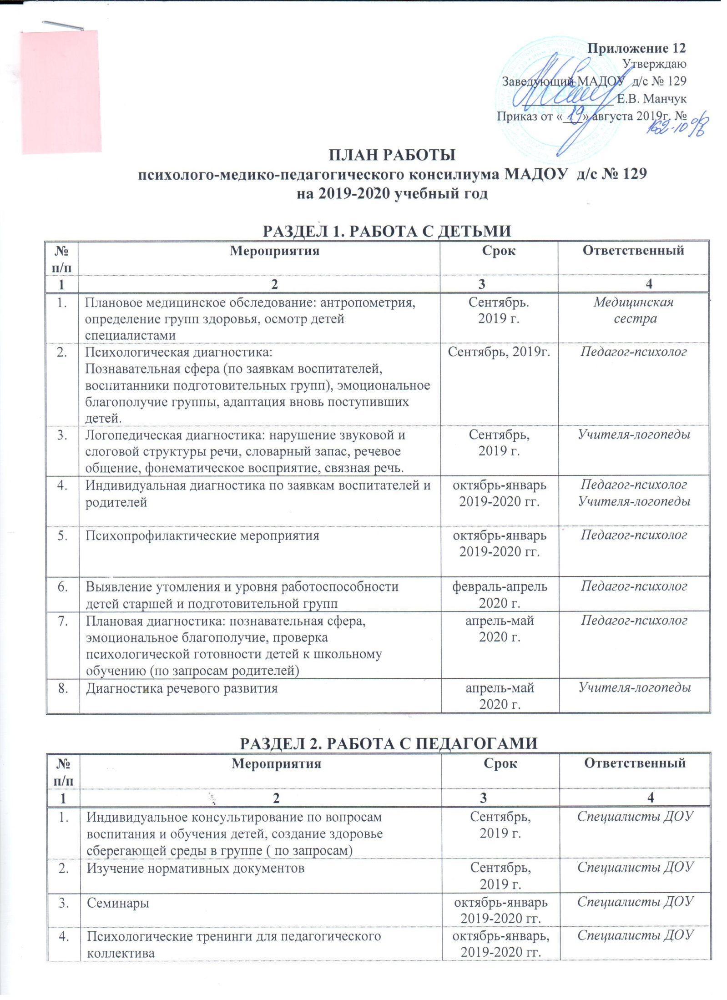 Приложение 12
Утверждаю
Заведующий МАДОУ д/с № 129
Е.В. Манчук
Приказ от «19» августа 2019г. №
162-10
ПЛАН РАБОТЫ
психолого-медико-педагогического консилиума МАДОУ д/с № 129
на 2019-2020 учебный год
РАЗДЕЛ 1. РАБОТА С ДЕТЬМИ
№ Мероприятия Срок Ответственный
п/п
1 2 3 4
1. Плановое медицинское обследование: антропометрия, Сентябрь. Медицинская
определение групп здоровья, осмотр детей 2019 г. сестра
специалистами
2. Психологическая диагностика: Сентябрь, 2019г. Педагог-психолог
Познавательная сфера (по заявкам воспитателей,
воспитанники подготовительных групп), эмоциональное
благополучие группы, адаптация вновь поступивших
детей.
3. Логопедическая диагностика: нарушение звуковой и Сентябрь, Учителя-логопеды
слоговой структуры речи, словарный запас, речевое 2019 г.
общение, фонематическое восприятие, связная речь.
4. Индивидуальная диагностика по заявкам воспитателей и октябрь-январь Педагог-психолог
родителей 2019-2020 гг. Учителя-логопеды
5. Психопрофилактические мероприятия октябрь-январь Педагог-психолог
2019-2020 гг.
6. Выявление утомления и уровня работоспособности февраль-апрель Педагог-психолог
детей старшей и подготовительной групп 2020 г.
7. Плановая диагностика: познавательная сфера, апрель-май Педагог-психолог
эмоциональное благополучие, проверка 2020 г.
психологической готовности детей к школьному
обучению (по запросам родителей)
8. Диагностика речевого развития апрель-май Учителя-логопеды
2020 г.
РАЗДЕЛ 2. РАБОТА С ПЕДАГОГАМИ
№ Мероприятия Срок Ответственный
п/п
1 2 3 4
1. Индивидуальное консультирование по вопросам Сентябрь, Специалисты ДОУ
воспитания и обучения детей, создание здоровье 2019 г.
сберегающей среды в группе ( по запросам)
2. Изучение нормативных документов Сентябрь, Специалисты ДОУ
2019 г.
3. Семинары октябрь-январь Специалисты ДОУ
2019-2020 гг.
4. Психологические тренинги для педагогического октябрь-январь, Специалисты ДОУ
коллектива 2019-2020 гг.